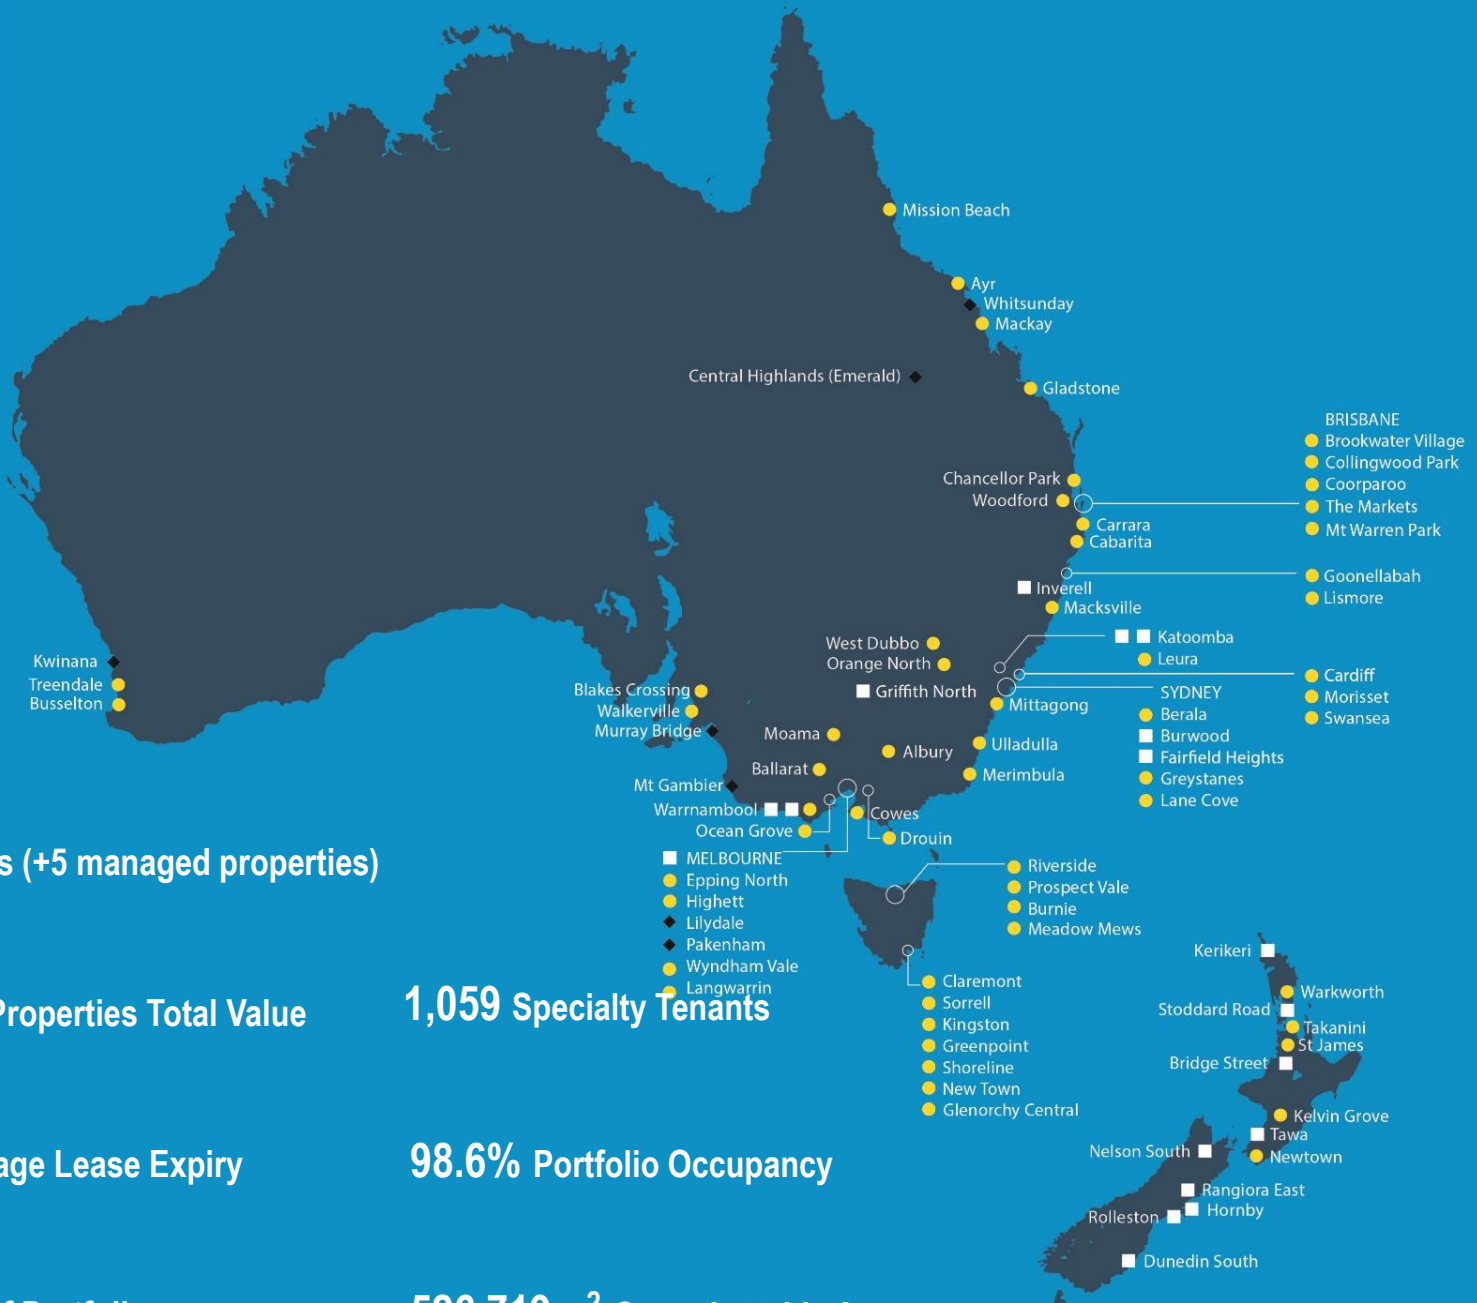 Mission Beach
Ayr
Whitsunday
Mackay
Central Highlands (Emerald)
Gladstone
BRISBANE
Brookwater Village
Collingwood Park
Coorparoo
The Markets
Mt Warren Park
Chancellor Park
Woodford
Carrara
Cabarita
Goonellabah
Lismore
Inverell
Macksville
Katoomba
Leura
West Dubbo
Orange North
Griffith North
Mittagong
Cardiff
Morisset
Swansea
SYDNEY
Berala
Burwood
Fairfield Heights
Greystanes
Lane Cove
Kwinana
Treendale
Busselton
Blakes Crossing
Walkerville
Murray Bridge
Moama
Albury
Ulladulla
Ballarat
Merimbula
Mt Gambier
Warrnambool
Cowes
Ocean Grove
Drouin
MELBOURNE
Epping North
Highett
Lilydale
Pakenham
Wyndham Vale
Langwarrin
Riverside
Prospect Vale
Burnie
Meadow Mews
Claremont
Sorrell
Kingston
Greenpoint
Shoreline
New Town
Glenorchy Central
Kerikeri
Warkworth
Stoddard Road
Takanini
St James
Bridge Street
Kelvin Grove
Tawa
Nelson South
Newtown
Rangiora East
Hornby
Rolleston
Dunedin South
(+5 managed properties)
Properties Total Value
1,059 Specialty Tenants
Lease Expiry
98.6% Portfolio Occupancy